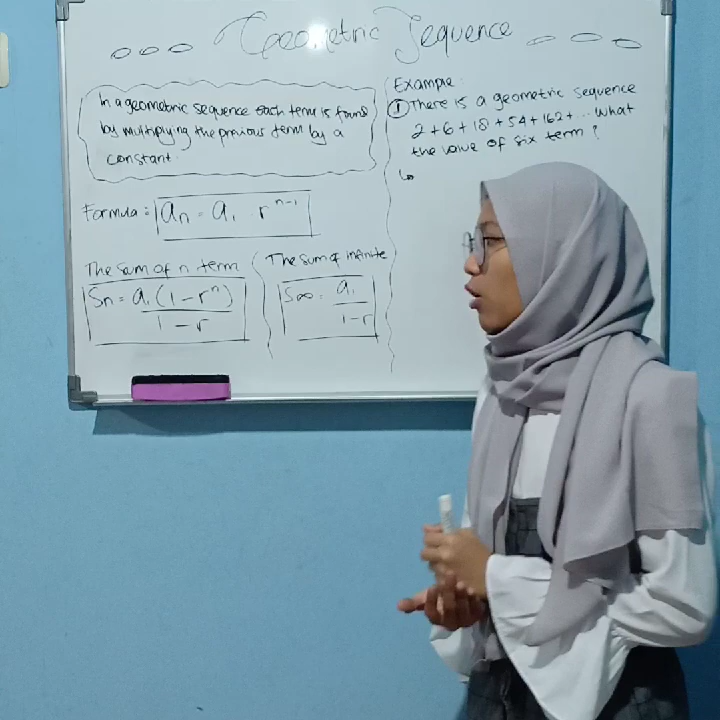 Geometric Sequence
In a geometric sequence each term is found
by multiplying the previous term by a
constant.
Formula = an = a1 . r^n-1
The sum of n term
Sn = a1 (1 - r^n)
1 - r
The sum of infinite
S∞ = a1
1 - r
Example:
1 There is a geometric sequence
2 + 6 + 18 + 54 + 162 + ... What
the value of six term ?